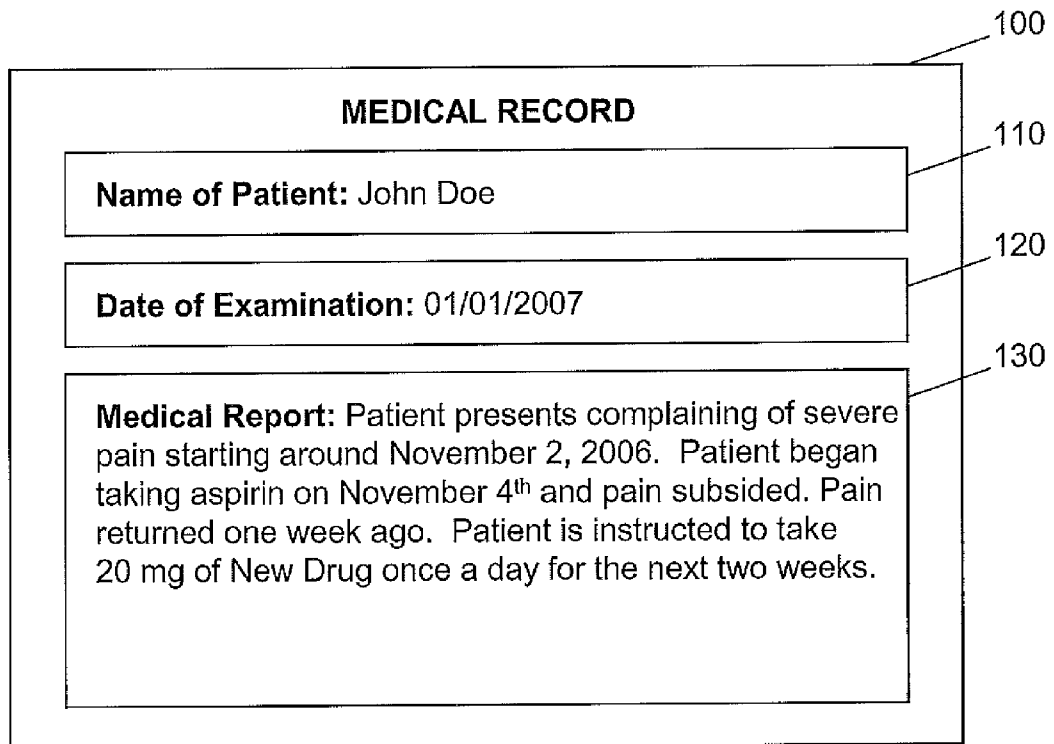 100
MEDICAL RECORD
110
Name of Patient: John Doe
120
Date of Examination: 01/01/2007
130
Medical Report: Patient presents complaining of severe
pain starting around November 2, 2006. Patient began
taking aspirin on November 4th and pain subsided. Pain
returned one week ago. Patient is instructed to take
20 mg of New Drug once a day for the next two weeks.